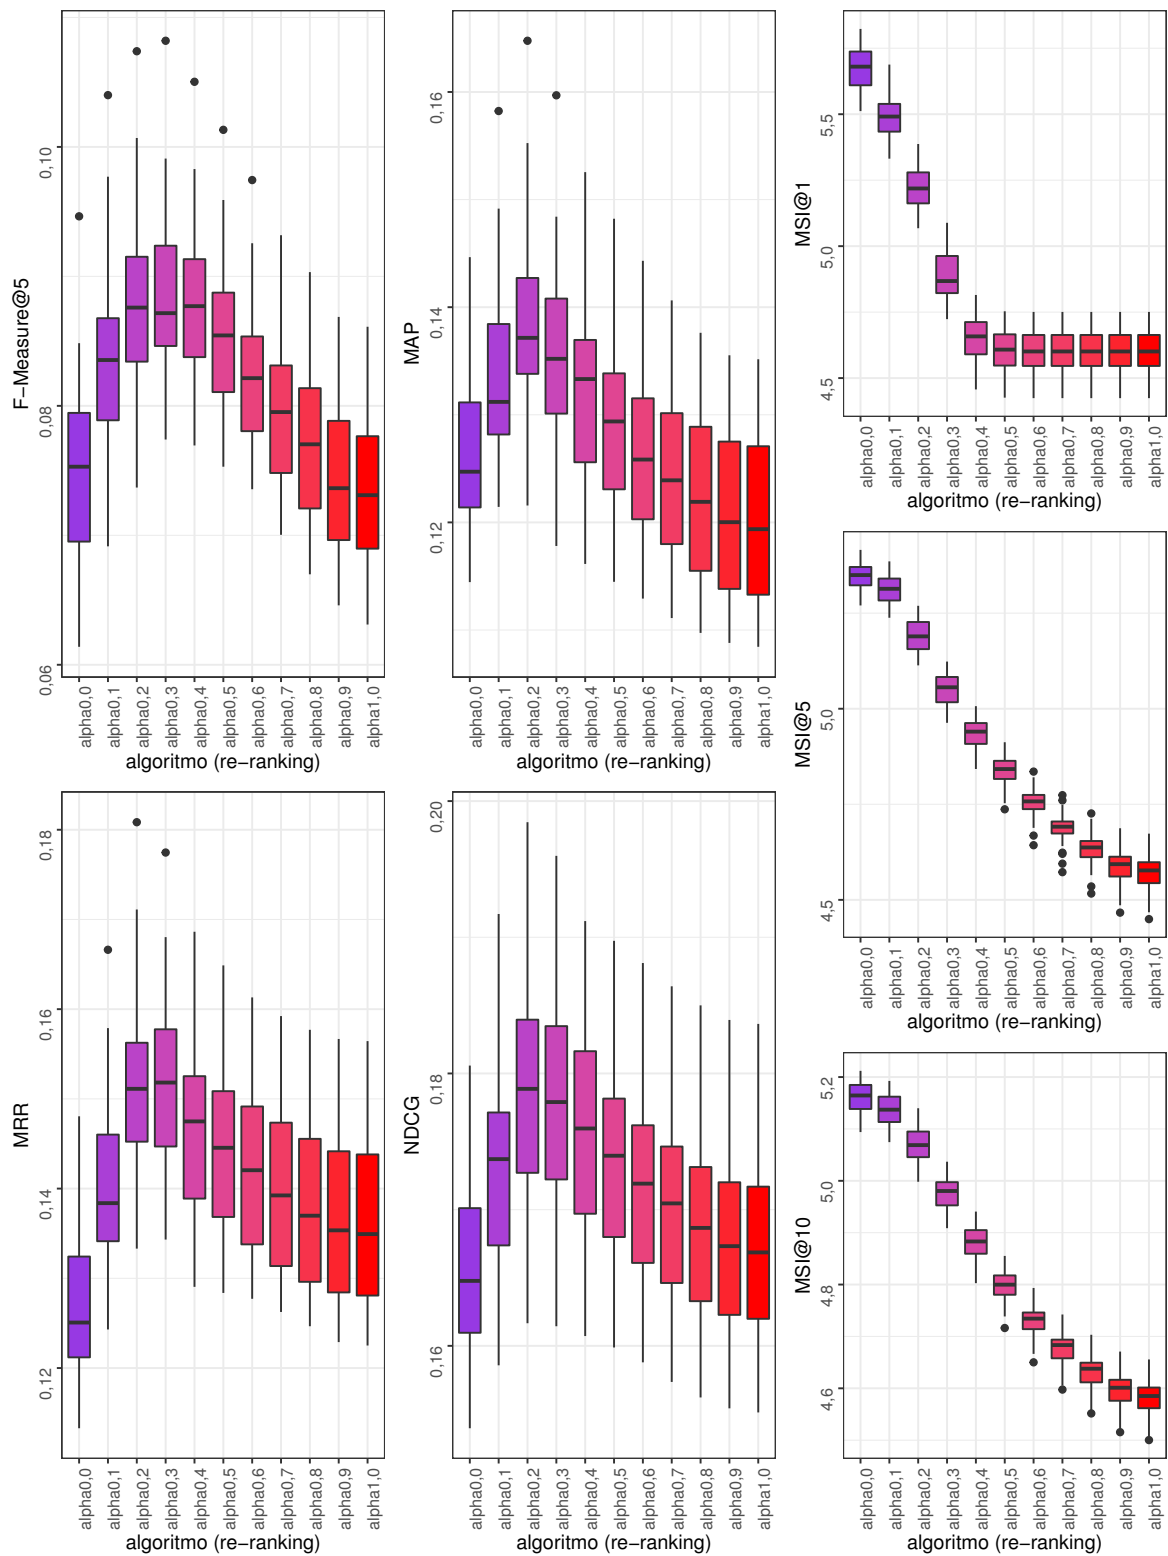 F−Measure@5
0,10
0,08
0,06
alpha0,0
alpha0,1
alpha0,2
alpha0,3
alpha0,4
alpha0,5
alpha0,6
alpha0,7
alpha0,8
alpha0,9
alpha1,0
algoritmo (re−ranking)
MAP
0,16
0,14
0,12
alpha0,0
alpha0,1
alpha0,2
alpha0,3
alpha0,4
alpha0,5
alpha0,6
alpha0,7
alpha0,8
alpha0,9
alpha1,0
algoritmo (re−ranking)
MSI@1
5,5
5,0
4,5
alpha0,0
alpha0,1
alpha0,2
alpha0,3
alpha0,4
alpha0,5
alpha0,6
alpha0,7
alpha0,8
alpha0,9
alpha1,0
algoritmo (re−ranking)
MSI@5
5,0
4,5
alpha0,0
alpha0,1
alpha0,2
alpha0,3
alpha0,4
alpha0,5
alpha0,6
alpha0,7
alpha0,8
alpha0,9
alpha1,0
algoritmo (re−ranking)
MRR
0,18
0,16
0,14
0,12
alpha0,0
alpha0,1
alpha0,2
alpha0,3
alpha0,4
alpha0,5
alpha0,6
alpha0,7
alpha0,8
alpha0,9
alpha1,0
algoritmo (re−ranking)
NDCG
0,20
0,18
0,16
alpha0,0
alpha0,1
alpha0,2
alpha0,3
alpha0,4
alpha0,5
alpha0,6
alpha0,7
alpha0,8
alpha0,9
alpha1,0
algoritmo (re−ranking)
MSI@10
5,2
5,0
4,8
4,6
alpha0,0
alpha0,1
alpha0,2
alpha0,3
alpha0,4
alpha0,5
alpha0,6
alpha0,7
alpha0,8
alpha0,9
alpha1,0
algoritmo (re−ranking)